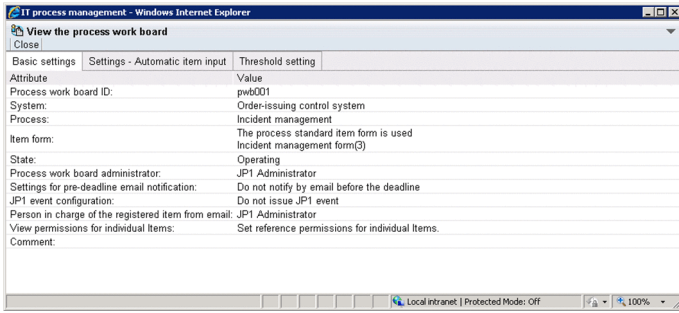 IT process management - Windows Internet Explorer
View the process work board
Close
Basic settings Settings - Automatic item input Threshold setting
Attribute Value
Process work board ID: pwb001
System: Order-issuing control system
Process: Incident management
Item form: The process standard item form is used
Incident management form(3)
State: Operating
Process work board administrator: JP1 Administrator
Settings for pre-deadline email notification: Do not notify by email before the deadline
JP1 event configuration: Do not issue JP1 event
Person in charge of the registered item from email: JP1 Administrator
View permissions for individual Items: Set reference permissions for individual Items.
Comment:
Local intranet | Protected Mode: Off 100%